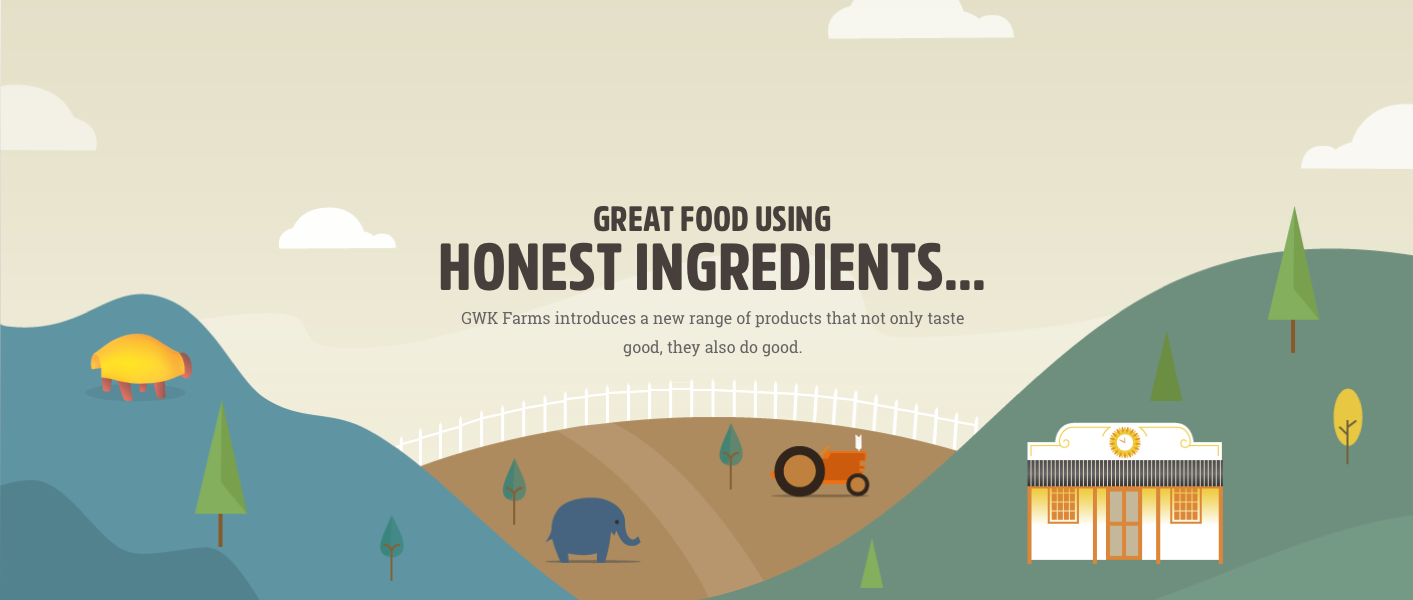 GREAT FOOD USING
HONEST INGREDIENTS...
GWK Farms introduces a new range of products that not only taste
good, they also do good.